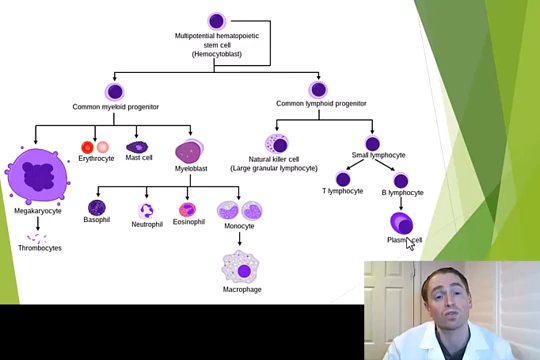 Multipotential hematopoietic
stem cell
(Hemocytoblast)
Common myeloid progenitor
Common lymphoid progenitor
Erythrocyte
Mast cell
Myeloblast
Natural killer cell
(Large granular lymphocyte)
Small lymphocyte
T lymphocyte
B lymphocyte
Megakaryocyte
Basophil
Neutrophil
Eosinophil
Monocyte
Plasma cell
Thrombocytes
Macrophage